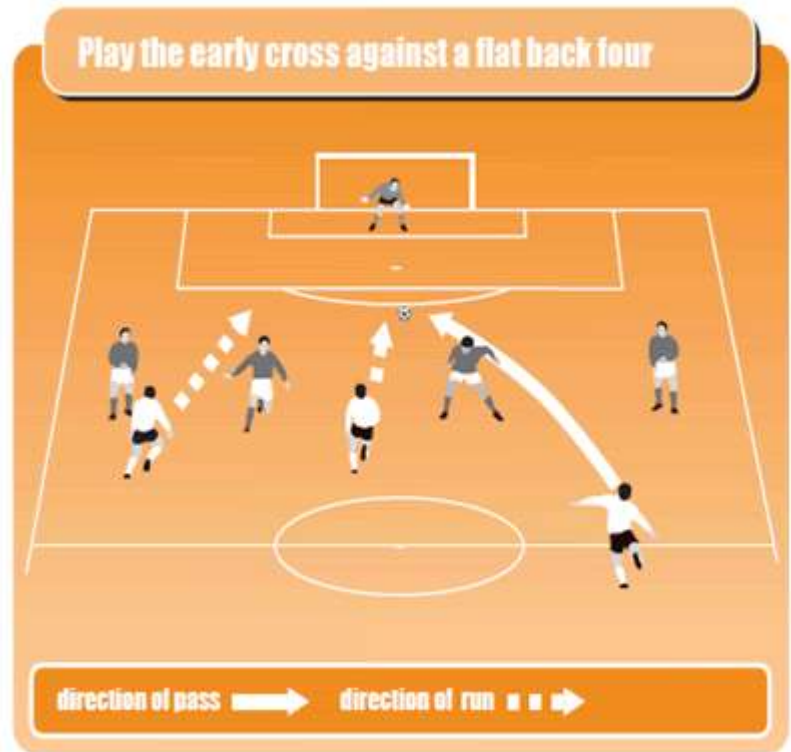 Play the early cross against a flat back four
direction of pass
direction of run